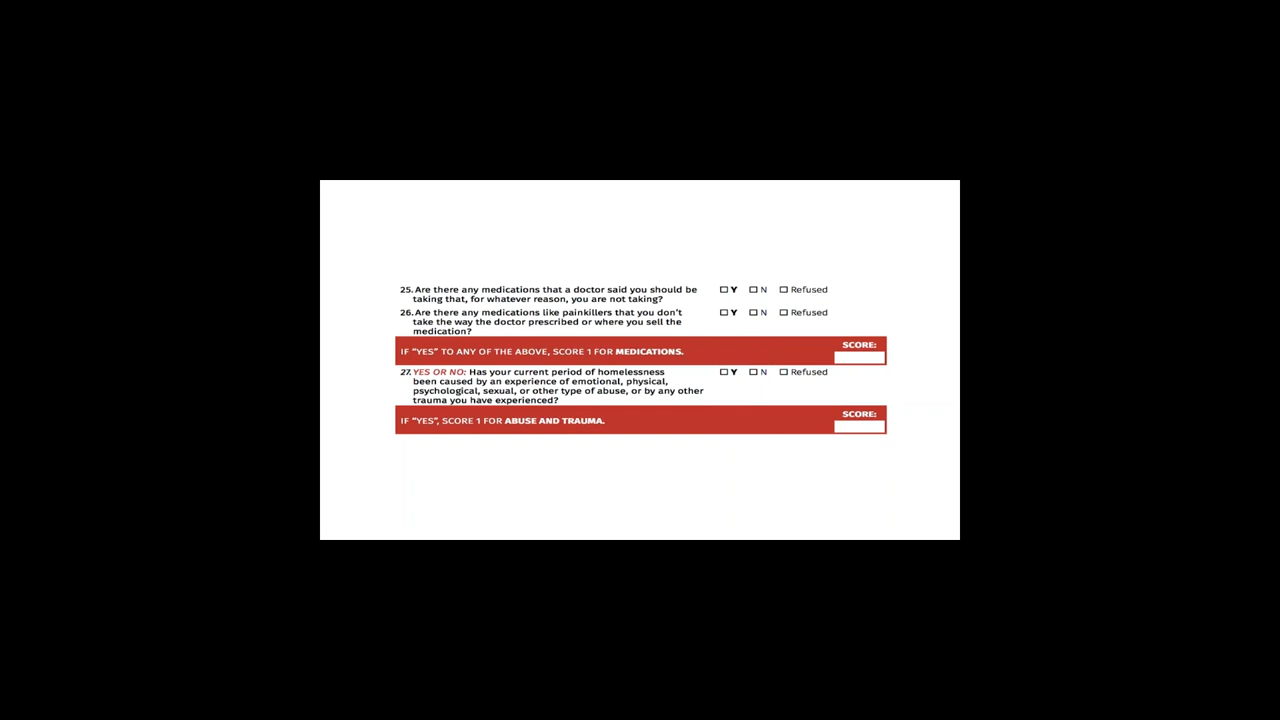 25. Are there any medications that a doctor said you should be ☐ Y ☐ N ☐ Refused
taking that, for whatever reason, you are not taking?
26. Are there any medications like painkillers that you don't ☐ Y ☐ N ☐ Refused
take the way the doctor prescribed or where you sell the
medication?
SCORE:
IF "YES" TO ANY OF THE ABOVE, SCORE 1 FOR MEDICATIONS.
27. YES OR NO: Has your current period of homelessness ☐ Y ☐ N ☐ Refused
been caused by an experience of emotional, physical,
psychological, sexual, or other type of abuse, or by any other
trauma you have experienced?
SCORE:
IF "YES", SCORE 1 FOR ABUSE AND TRAUMA.